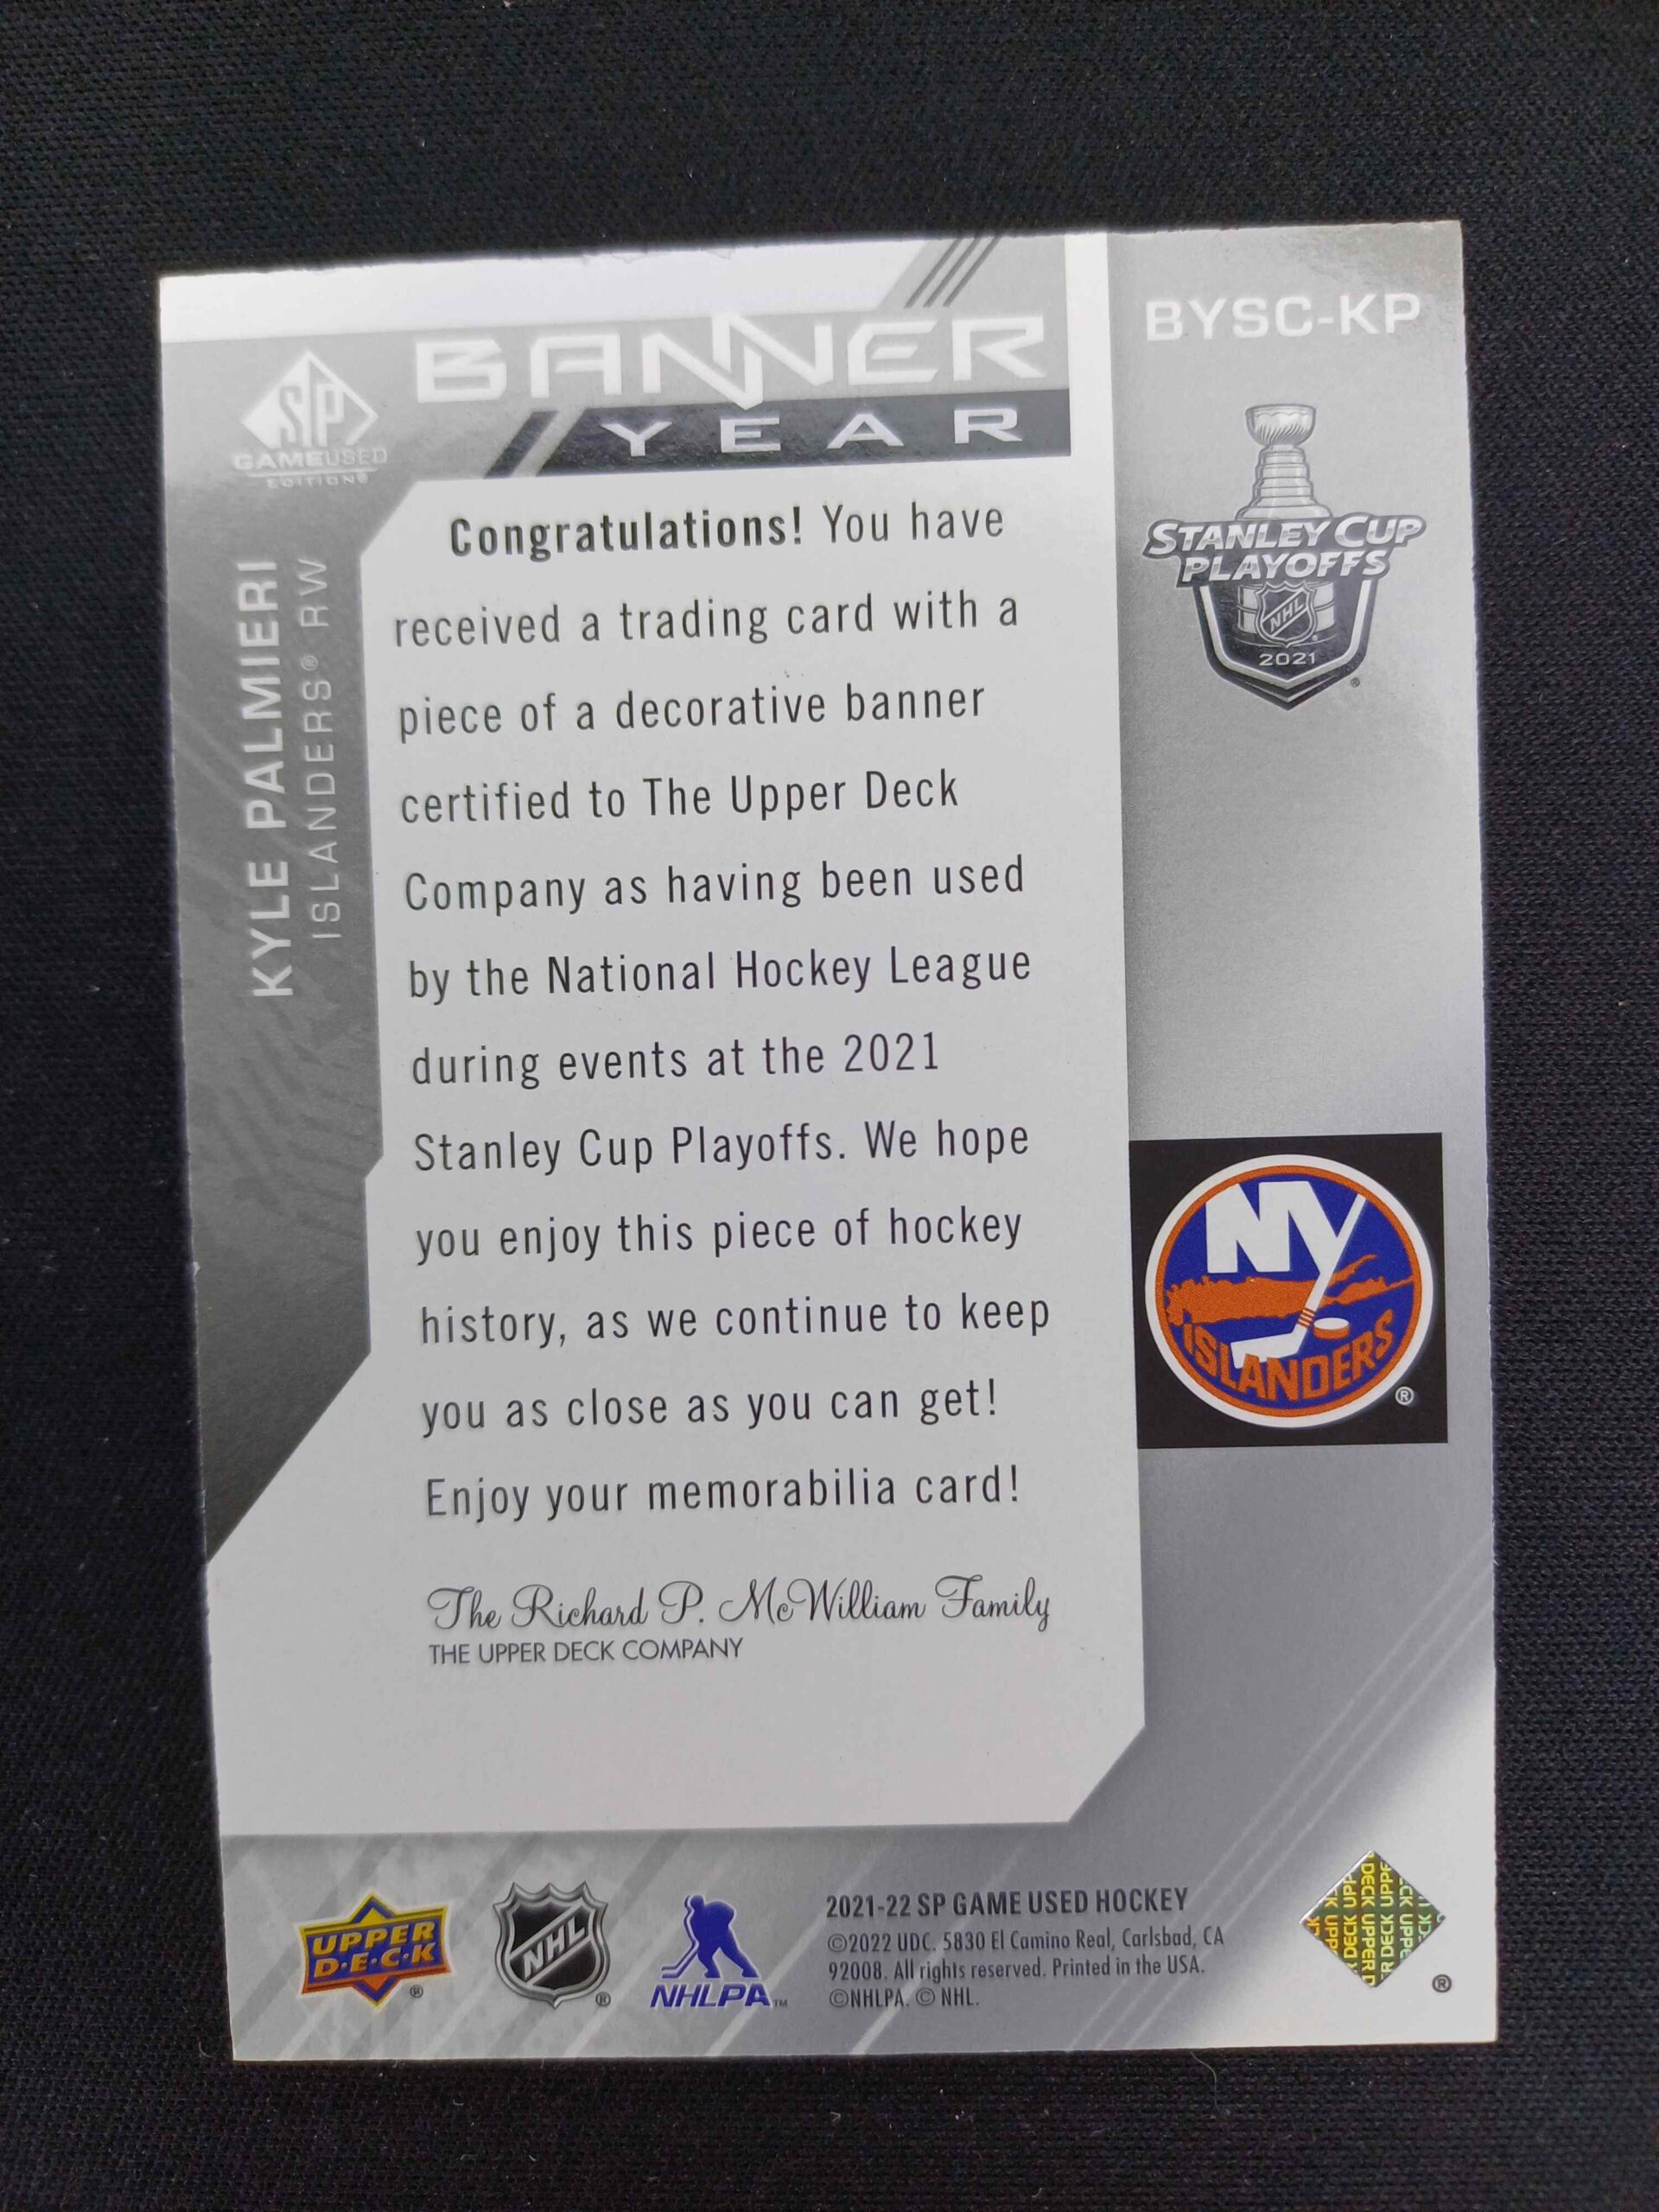 BANNER
YEAR
BYSC-KP
SP
GAMEUSED
EDITION®
KYLE PALMIERI
ISLANDERS® RW
STANLEY CUP
PLAYOFFS
NHL
2021
®
Congratulations! You have
received a trading card with a
piece of a decorative banner
certified to The Upper Deck
Company as having been used
by the National Hockey League
during events at the 2021
Stanley Cup Playoffs. We hope
you enjoy this piece of hockey
history, as we continue to keep
you as close as you can get!
Enjoy your memorabilia card!
NY
ISLANDERS
®
The Richard P. McWilliam Family
THE UPPER DECK COMPANY
UPPER
D·E·C·K
®
NHL
®
NHLPA™
2021-22 SP GAME USED HOCKEY
©2022 UDC. 5830 El Camino Real, Carlsbad, CA
92008. All rights reserved. Printed in the USA.
©NHLPA. © NHL.
UPPER DECK
®